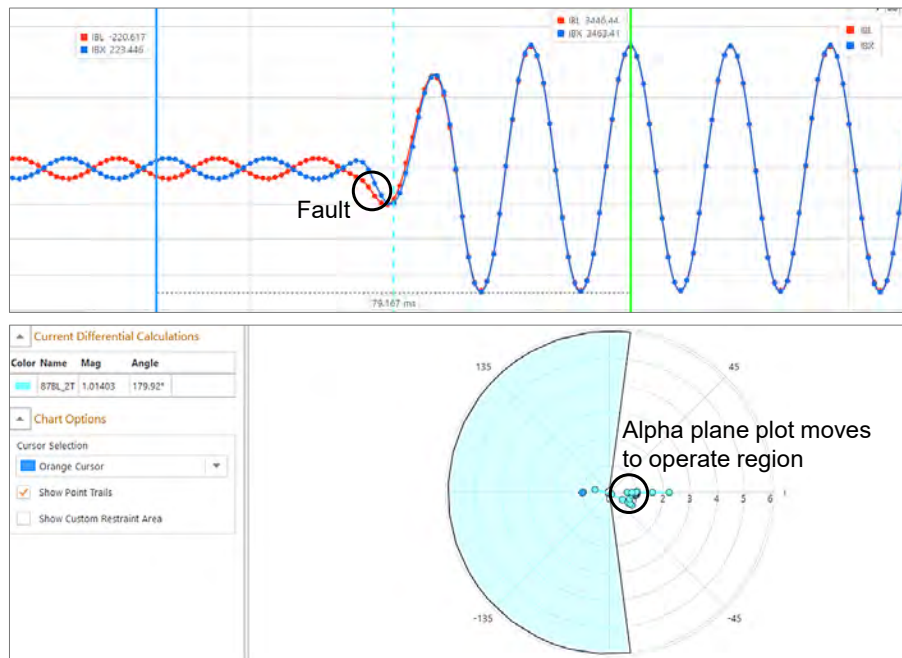 IBL -220.617
IBX 223.446
IBL 3446.44
IBX 3463.41
IBL
IBX
Fault
79.167 ms
Current Differential Calculations
Color Name Mag Angle
87BL_2T 1.01403 179.92°
Chart Options
Cursor Selection
Orange Cursor
Show Point Trails
Show Custom Restraint Area
135
45
Alpha plane plot moves
to operate region
0 2 3 4 5 6
-135
-45